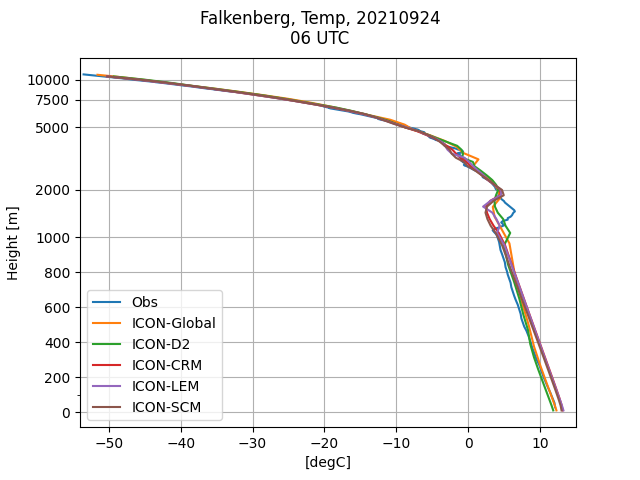 Falkenberg, Temp, 20210924
06 UTC
Height [m]
10000
7500
5000
2000
1000
800
600
400
200
0
Obs
ICON-Global
ICON-D2
ICON-CRM
ICON-LEM
ICON-SCM
−50
−40
−30
−20
−10
0
10
[degC]